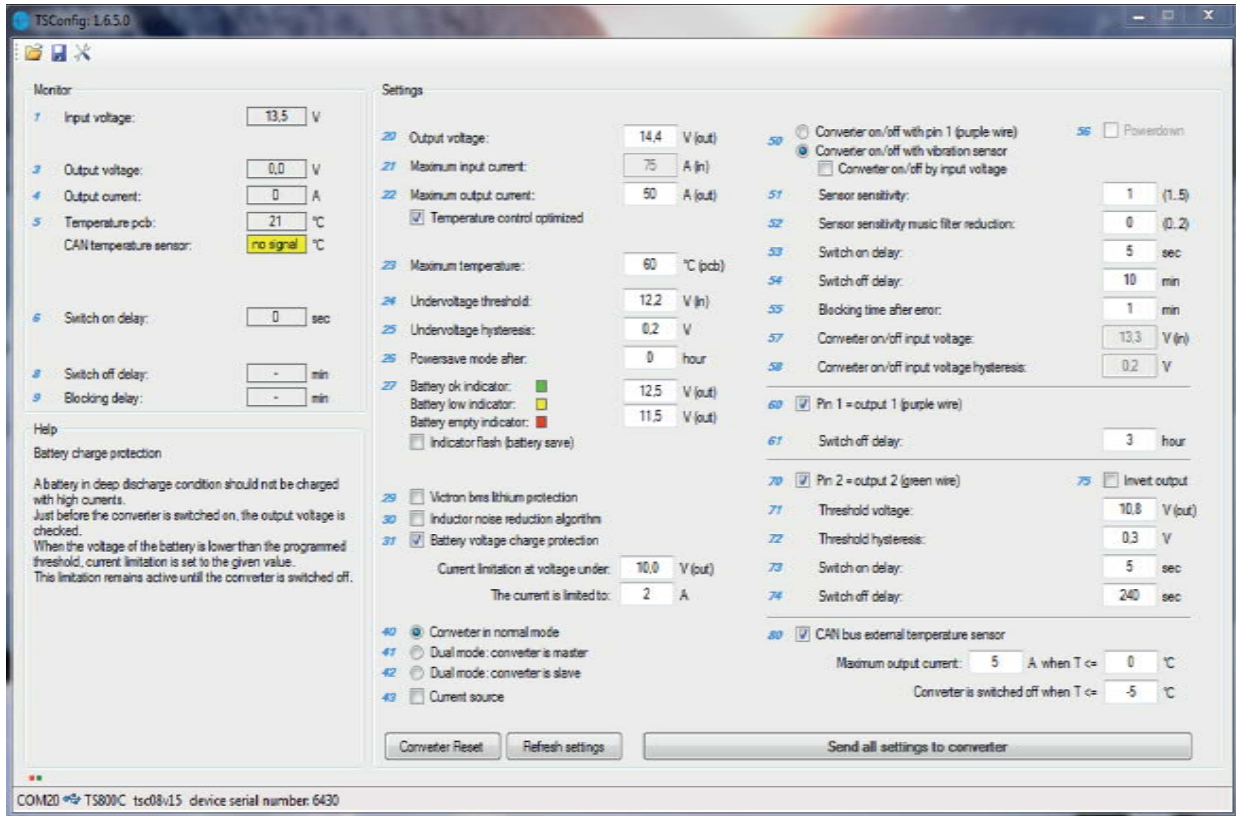 TSConfig: 1.6.5.0
Monitor
1 Input voltage: 13,5 V
3 Output voltage: 0,0 V
4 Output current: 0 A
5 Temperature pcb: 21 °C
CAN temperature sensor: no signal °C
6 Switch on delay: 0 sec
8 Switch off delay: - min
9 Blocking delay: - min
Help
Battery charge protection
A battery in deep discharge condition should not be charged
with high currents.
Just before the converter is switched on, the output voltage is
checked.
When the voltage of the battery is lower than the programmed
threshold, current limitation is set to the given value.
This limitation remains active untill the converter is switched off.
Settings
20 Output voltage: 14,4 V (out)
21 Maximum input current: 75 A (in)
22 Maximum output current: 50 A (out)
Temperature control optimized
23 Maximum temperature: 60 °C (pcb)
24 Undervoltage threshold: 12,2 V (in)
25 Undervoltage hysteresis: 0,2 V
26 Powersave mode after: 0 hour
27 Battery ok indicator: 12,5 V (out)
Battery low indicator:
Battery empty indicator: 11,5 V (out)
Indicator flash (battery save)
29 Victron bms lithium protection
30 Inductor noise reduction algorithm
31 Battery voltage charge protection
Current limitation at voltage under: 10,0 V (out)
The current is limited to: 2 A
40 Converter in normal mode
41 Dual mode: converter is master
42 Dual mode: converter is slave
43 Current source
50 Converter on/off with pin 1 (purple wire)
Converter on/off with vibration sensor
Converter on/off by input voltage
56 Powerdown
51 Sensor sensitivity: 1 (1..5)
52 Sensor sensitivity music filter reduction: 0 (0..2)
53 Switch on delay: 5 sec
54 Switch off delay: 10 min
55 Blocking time after error: 1 min
57 Converter on/off input voltage: 13,3 V (in)
58 Converter on/off input voltage hysteresis: 0,2 V
60 Pin 1 = output 1 (purple wire)
61 Switch off delay: 3 hour
70 Pin 2 = output 2 (green wire)
75 Invert output
71 Threshold voltage: 10,8 V (out)
72 Threshold hysteresis: 0,3 V
73 Switch on delay: 5 sec
74 Switch off delay: 240 sec
80 CAN bus external temperature sensor
Maximum output current: 5 A when T <= 0 °C
Converter is switched off when T <= -5 °C
Converter Reset
Refresh settings
Send all settings to converter
COM20 TS800C tsc08v15 device serial number: 6430